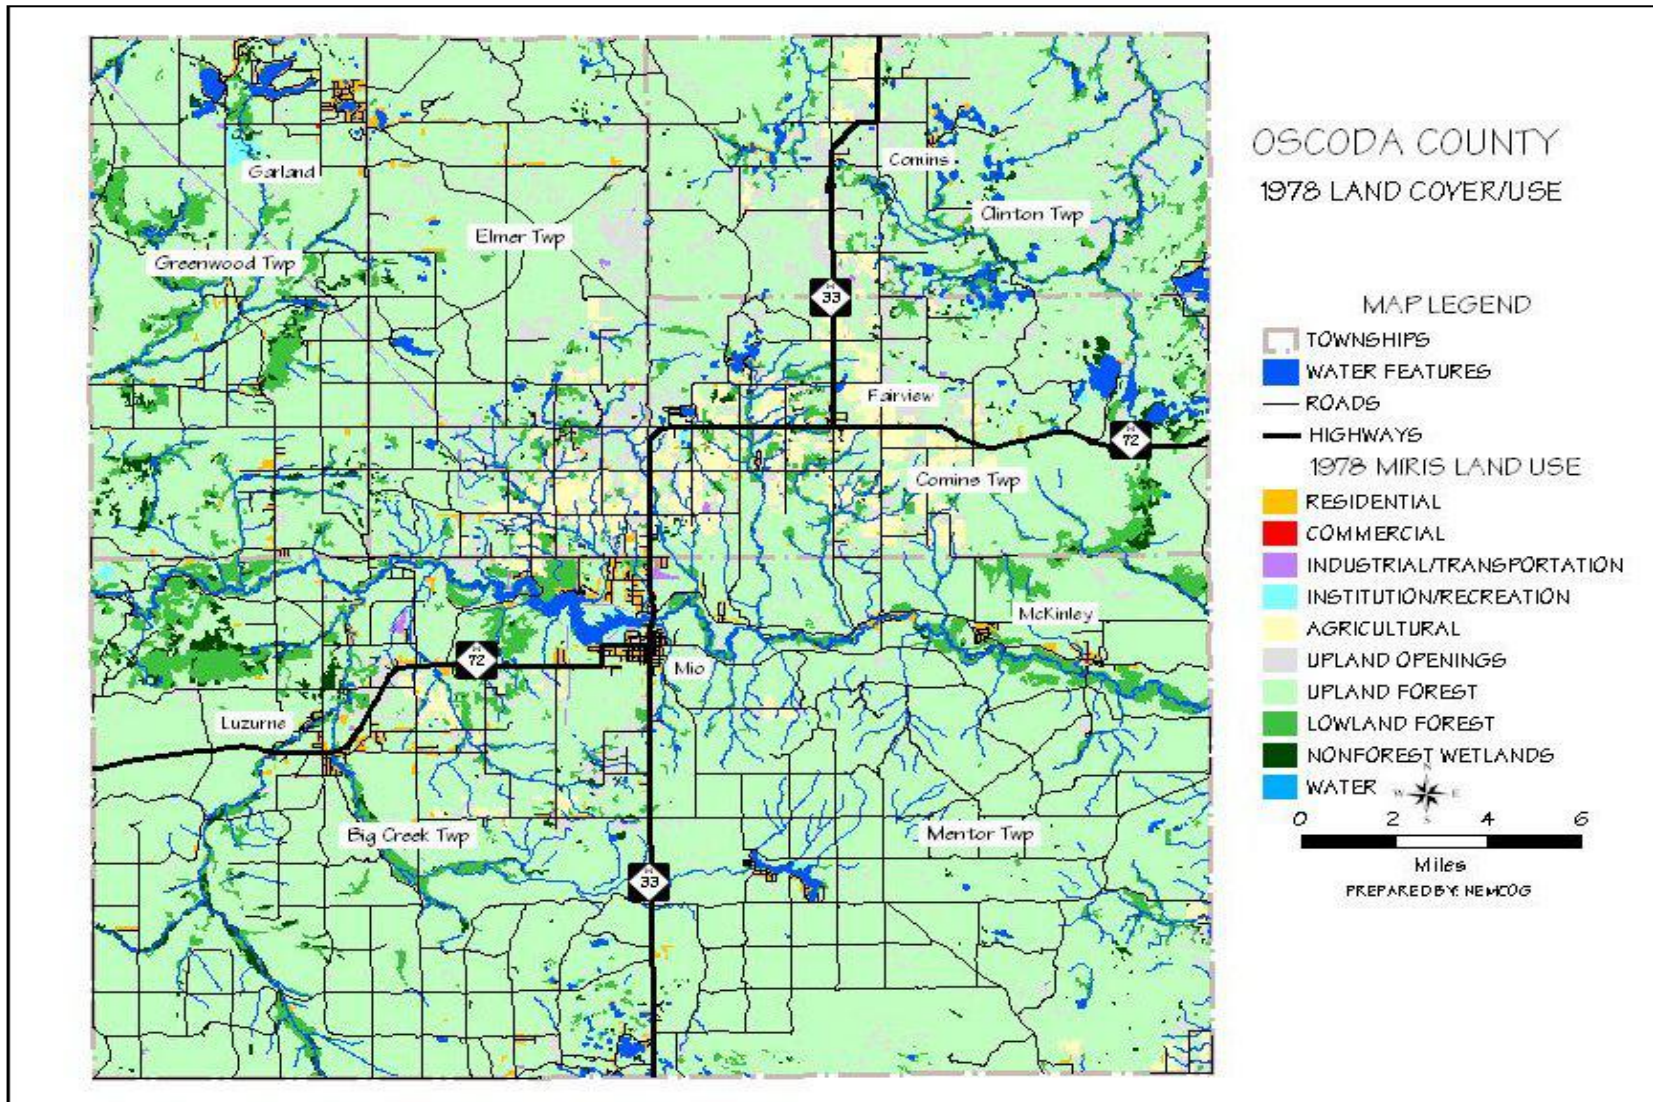 OSCODA COUNTY
1978 LAND COVER/USE
MAP LEGEND
TOWNSHIPS
WATER FEATURES
ROADS
HIGHWAYS
1978 MIRIS LAND USE
RESIDENTIAL
COMMERCIAL
INDUSTRIAL/TRANSPORTATION
INSTITUTION/RECREATION
AGRICULTURAL
UPLAND OPENINGS
UPLAND FOREST
LOWLAND FOREST
NONFOREST WETLANDS
WATER
N
W E
S
0 2 4 6
Miles
PREPARED BY: NEMCOG
Garland
Comins
Clinton Twp
Elmer Twp
Greenwood Twp
M
33
Fairview
M
72
Comins Twp
McKinley
M
72
Mio
Luzurne
Big Creek Twp
Mentor Twp
M
33